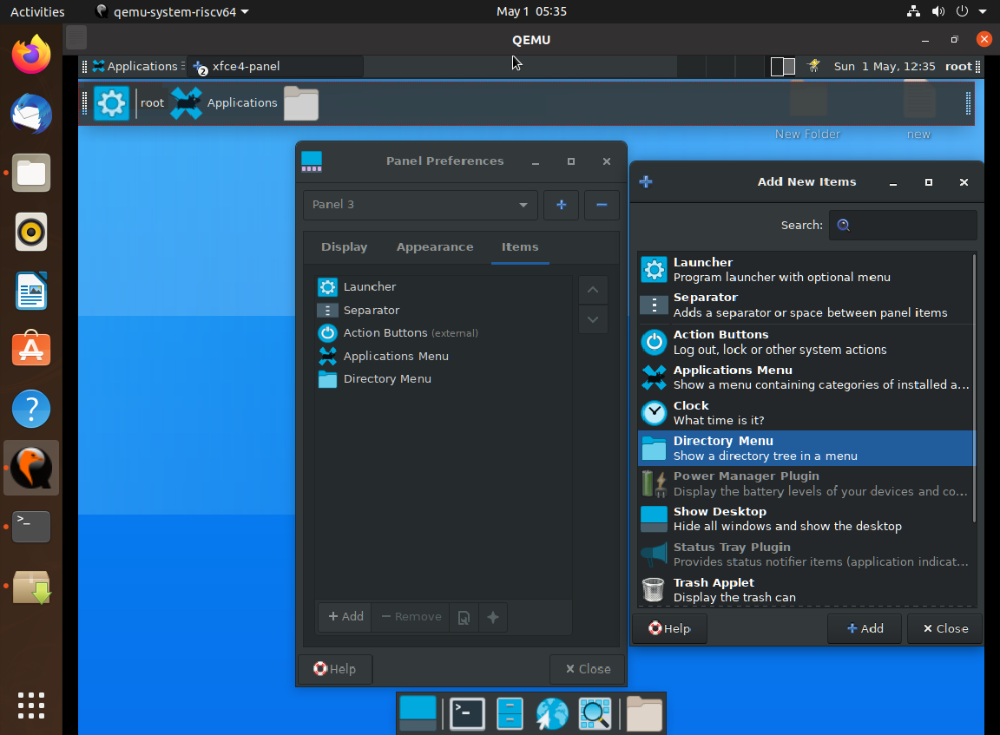 Activities
qemu-system-riscv64
May 1 05:35
QEMU
Applications
2
xfce4-panel
Sun 1 May, 12:35
root
root
Applications
New Folder
new
Panel Preferences
Panel 3
Display
Appearance
Items
Launcher
Separator
Action Buttons (external)
Applications Menu
Directory Menu
Add
Remove
Help
Close
Add New Items
Search:
Launcher
Program launcher with optional menu
Separator
Adds a separator or space between panel items
Action Buttons
Log out, lock or other system actions
Applications Menu
Show a menu containing categories of installed a...
Clock
What time is it?
Directory Menu
Show a directory tree in a menu
Power Manager Plugin
Display the battery levels of your devices and co...
Show Desktop
Hide all windows and show the desktop
Status Tray Plugin
Provides status notifier items (application indicat...
Trash Applet
Display the trash can
Help
Add
Close